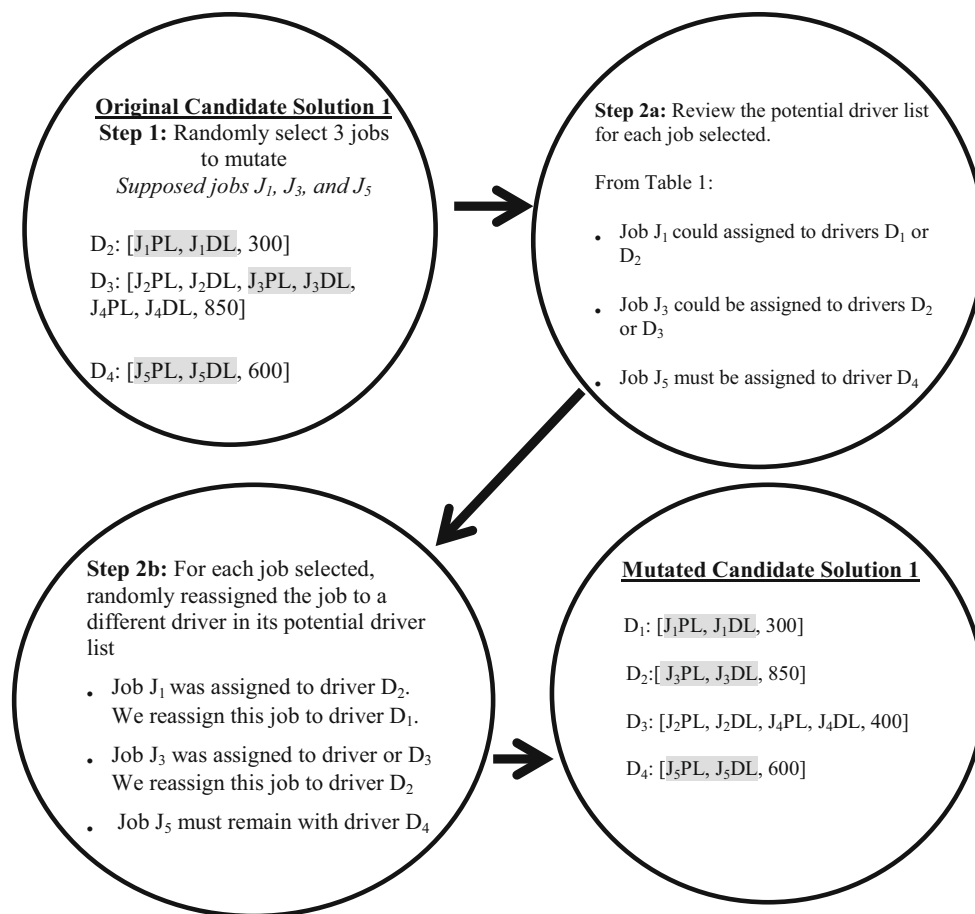 Original Candidate Solution 1
Step 1: Randomly select 3 jobs
to mutate
Supposed jobs J₁, J₃, and J₅
D₂: [J₁PL, J₁DL, 300]
D₃: [J₂PL, J₂DL, J₃PL, J₃DL,
J₄PL, J₄DL, 850]
D₄: [J₅PL, J₅DL, 600]
Step 2a: Review the potential driver list
for each job selected.
From Table 1:
• Job J₁ could assigned to drivers D₁ or
D₂
• Job J₃ could be assigned to drivers D₂
or D₃
• Job J₅ must be assigned to driver D₄
Step 2b: For each job selected,
randomly reassigned the job to a
different driver in its potential driver
list
• Job J₁ was assigned to driver D₂.
We reassign this job to driver D₁.
• Job J₃ was assigned to driver or D₃
We reassign this job to driver D₂
• Job J₅ must remain with driver D₄
Mutated Candidate Solution 1
D₁: [J₁PL, J₁DL, 300]
D₂:[ J₃PL, J₃DL, 850]
D₃: [J₂PL, J₂DL, J₄PL, J₄DL, 400]
D₄: [J₅PL, J₅DL, 600]